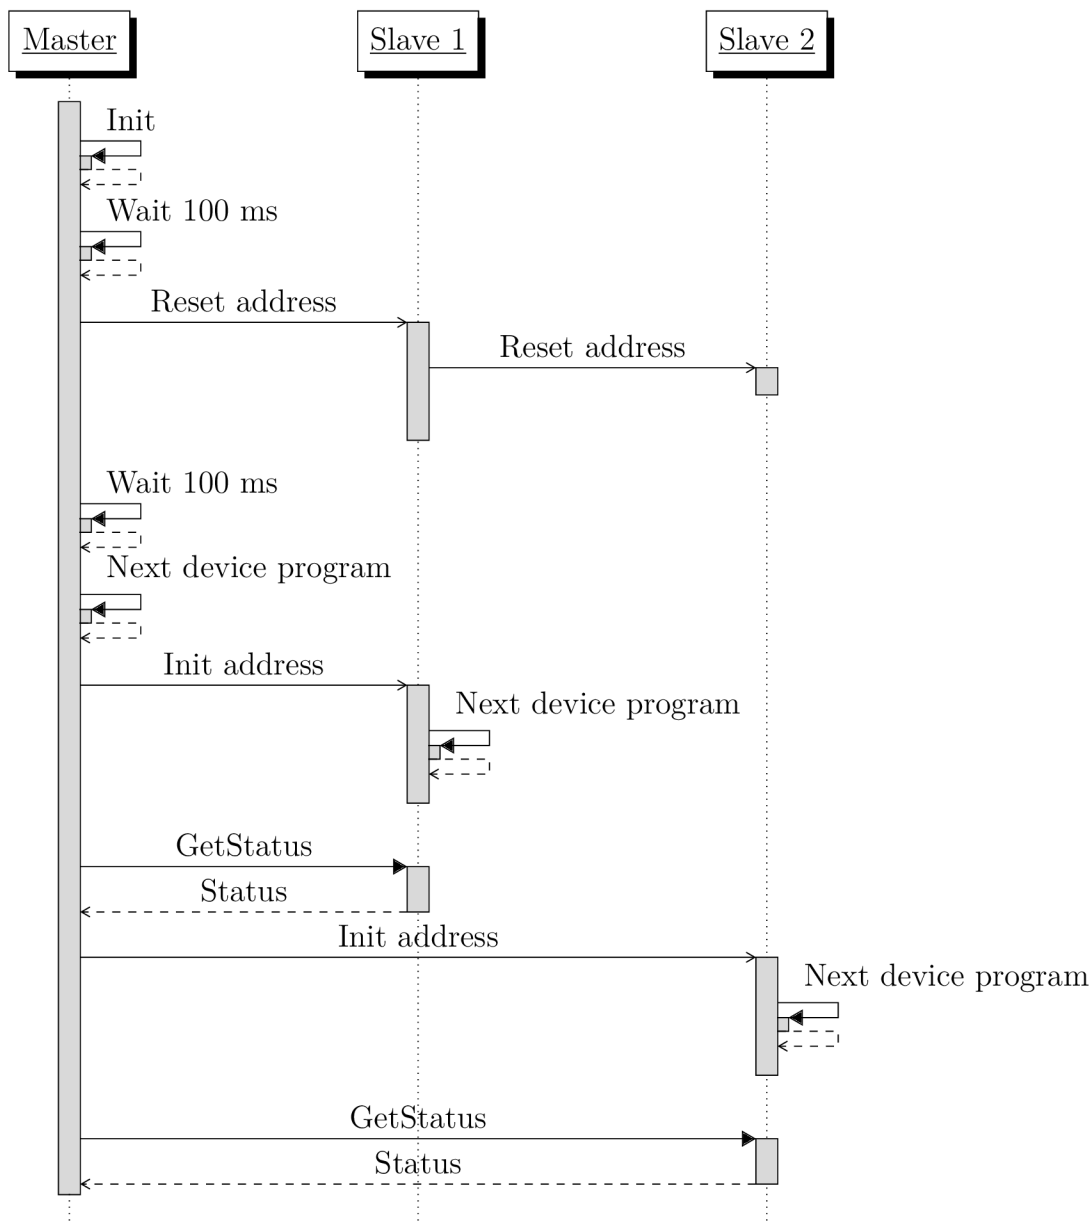 Master
Slave 1
Slave 2
Init
Wait 100 ms
Reset address
Reset address
Wait 100 ms
Next device program
Init address
Next device program
GetStatus
Status
Init address
Next device program
GetStatus
Status